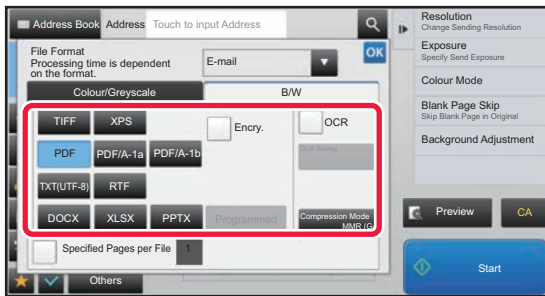 Address Book
Address
Touch to input Address
File Format
Processing time is dependent
on the format.
E-mail
OK
Colour/Greyscale
B/W
TIFF
XPS
Encry.
OCR
PDF
PDF/A-1a
PDF/A-1b
OCR Setting
TXT(UTF-8)
RTF
DOCX
XLSX
PPTX
Programmed
Compression Mode
MMR (G
Specified Pages per File
1
Others
Resolution
Change Sending Resolution
Exposure
Specify Send Exposure
Colour Mode
Blank Page Skip
Skip Blank Page in Original
Background Adjustment
Preview
CA
Start